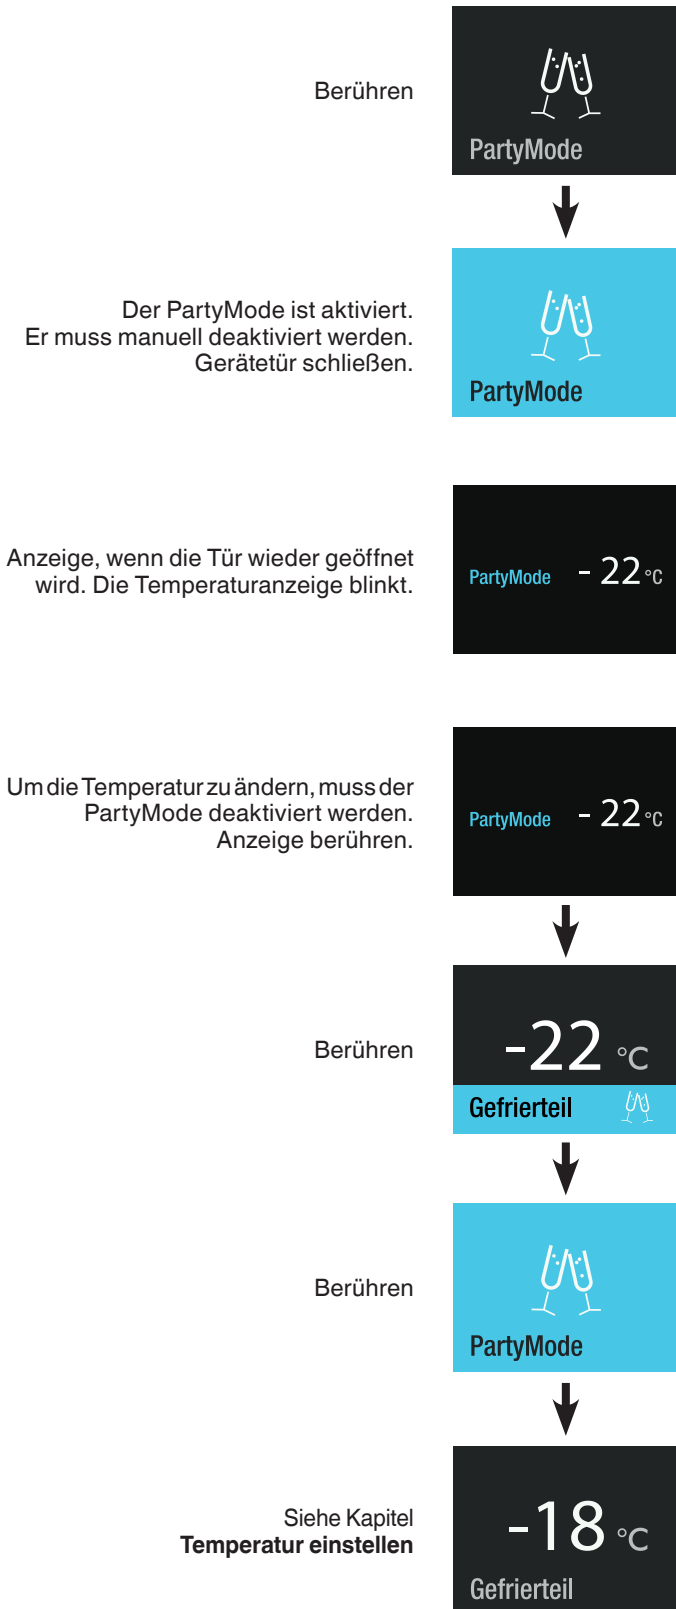 Berühren
PartyMode
Der PartyMode ist aktiviert.
Er muss manuell deaktiviert werden.
Gerätetür schließen.
PartyMode
Anzeige, wenn die Tür wieder geöffnet
wird. Die Temperaturanzeige blinkt.
PartyMode - 22 °C
Um die Temperatur zu ändern, muss der
PartyMode deaktiviert werden.
Anzeige berühren.
PartyMode - 22 °C
Berühren
-22 °C
Gefrierteil
Berühren
PartyMode
Siehe Kapitel
Temperatur einstellen
-18 °C
Gefrierteil